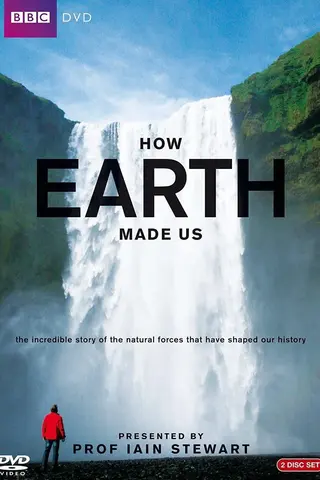 BBC DVD
HOW
EARTH
MADE US
the incredible story of the natural forces that have shaped our history
PRESENTED BY
PROF IAIN STEWART
DVD
VIDEO
2 DISC SET